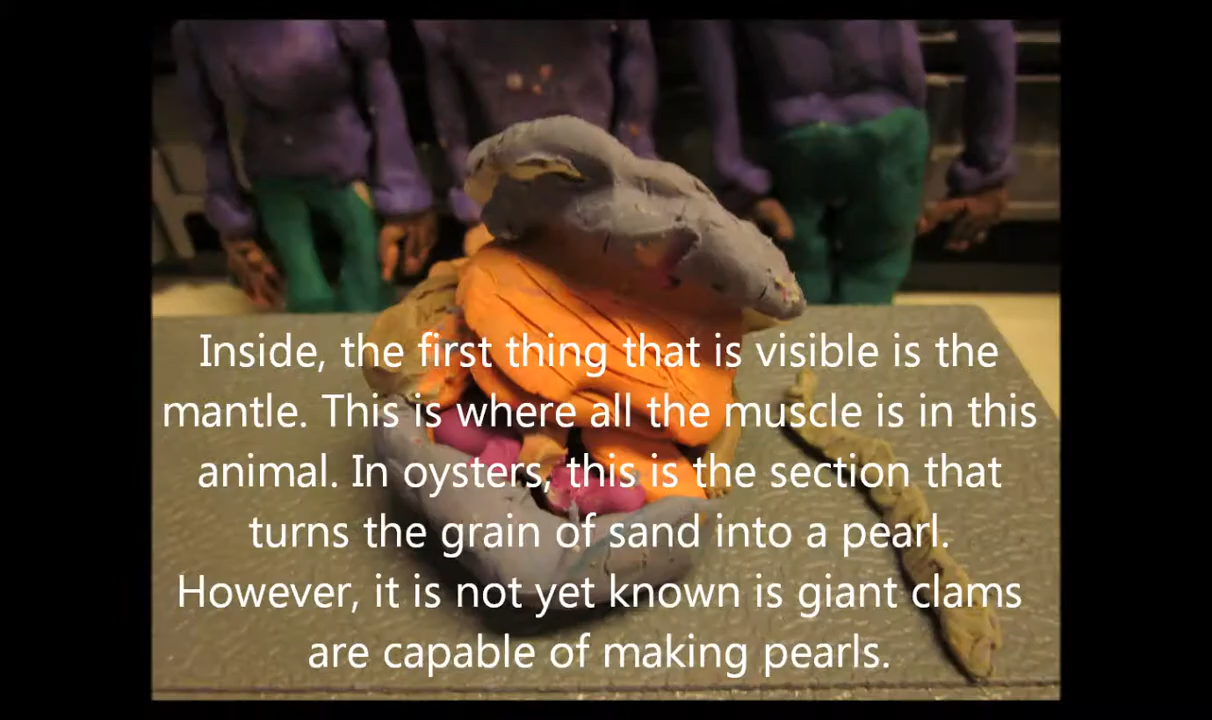 Inside, the first thing that is visible is the
mantle. This is where all the muscle is in this
animal. In oysters, this is the section that
turns the grain of sand into a pearl.
However, it is not yet known is giant clams
are capable of making pearls.